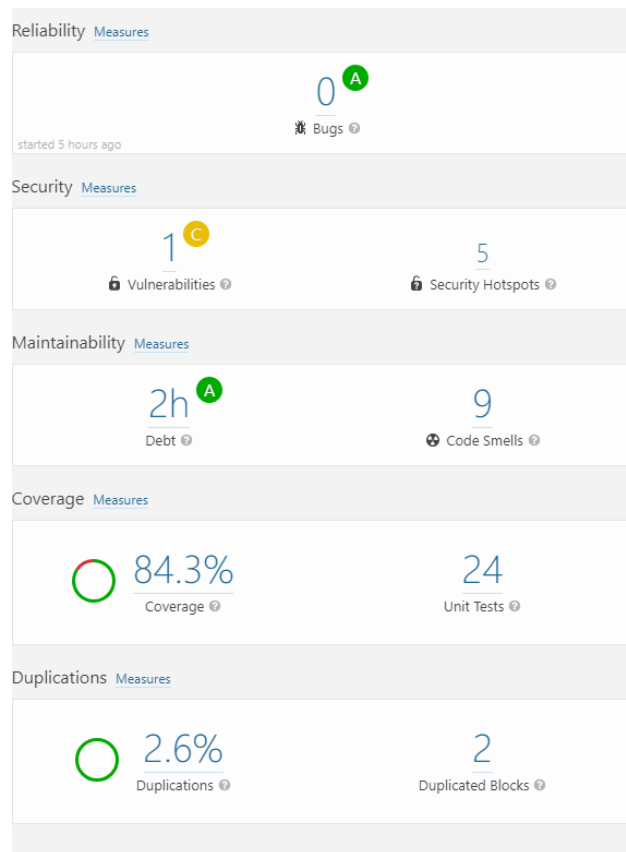 Reliability Measures
0 A
Bugs ?
started 5 hours ago
Security Measures
1 C 5
Vulnerabilities ? Security Hotspots ?
Maintainability Measures
2h A 9
Debt ? Code Smells ?
Coverage Measures
84.3% 24
Coverage ? Unit Tests ?
Duplications Measures
2.6% 2
Duplications ? Duplicated Blocks ?